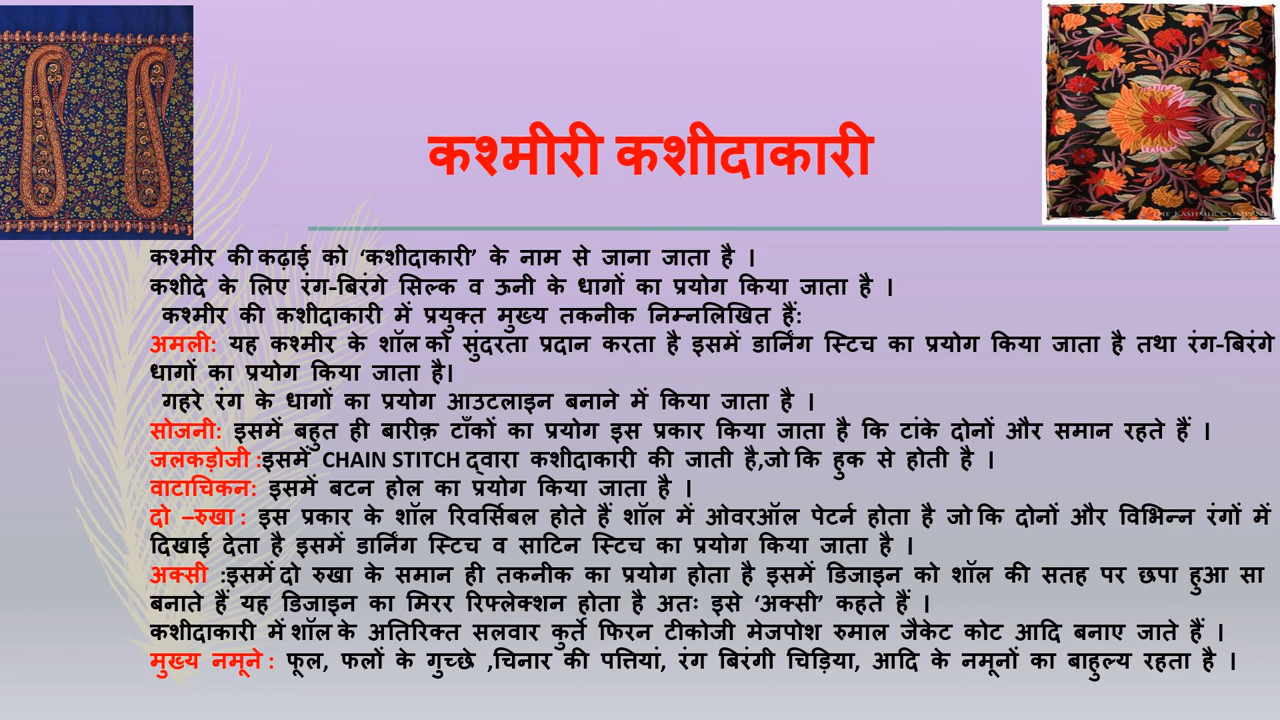 कश्मीरी कशीदाकारी
THE KASHMIR COMPANY
कश्मीर की कढ़ाई को ‘कशीदाकारी’ के नाम से जाना जाता है ।
कशीदे के लिए रंग-बिरंगे सिल्क व ऊनी के धागों का प्रयोग किया जाता है ।
कश्मीर की कशीदाकारी में प्रयुक्त मुख्य तकनीक निम्नलिखित हैं:
अमली: यह कश्मीर के शॉल को सुंदरता प्रदान करता है इसमें डार्निंग स्टिच का प्रयोग किया जाता है तथा रंग-बिरंगे
धागों का प्रयोग किया जाता है।
गहरे रंग के धागों का प्रयोग आउटलाइन बनाने में किया जाता है ।
सोजनी: इसमें बहुत ही बारीक़ टाँकों का प्रयोग इस प्रकार किया जाता है कि टांके दोनों और समान रहते हैं ।
जलकड़ोजी :इसमें CHAIN STITCH द्वारा कशीदाकारी की जाती है,जो कि हुक से होती है ।
वाटाचिकन: इसमें बटन होल का प्रयोग किया जाता है ।
दो –रुखा : इस प्रकार के शॉल रिवर्सिबल होते हैं शॉल में ओवरऑल पेटर्न होता है जो कि दोनों और विभिन्न रंगों में
दिखाई देता है इसमें डार्निंग स्टिच व साटिन स्टिच का प्रयोग किया जाता है ।
अक्सी :इसमें दो रुखा के समान ही तकनीक का प्रयोग होता है इसमें डिजाइन को शॉल की सतह पर छपा हुआ सा
बनाते हैं यह डिजाइन का मिरर रिफ्लेक्शन होता है अतः इसे ‘अक्सी’ कहते हैं ।
कशीदाकारी में शॉल के अतिरिक्त सलवार कुर्ते फिरन टीकोजी मेजपोश रुमाल जैकेट कोट आदि बनाए जाते हैं ।
मुख्य नमूने : फूल, फलों के गुच्छे ,चिनार की पत्तियां, रंग बिरंगी चिड़िया, आदि के नमूनों का बाहुल्य रहता है ।